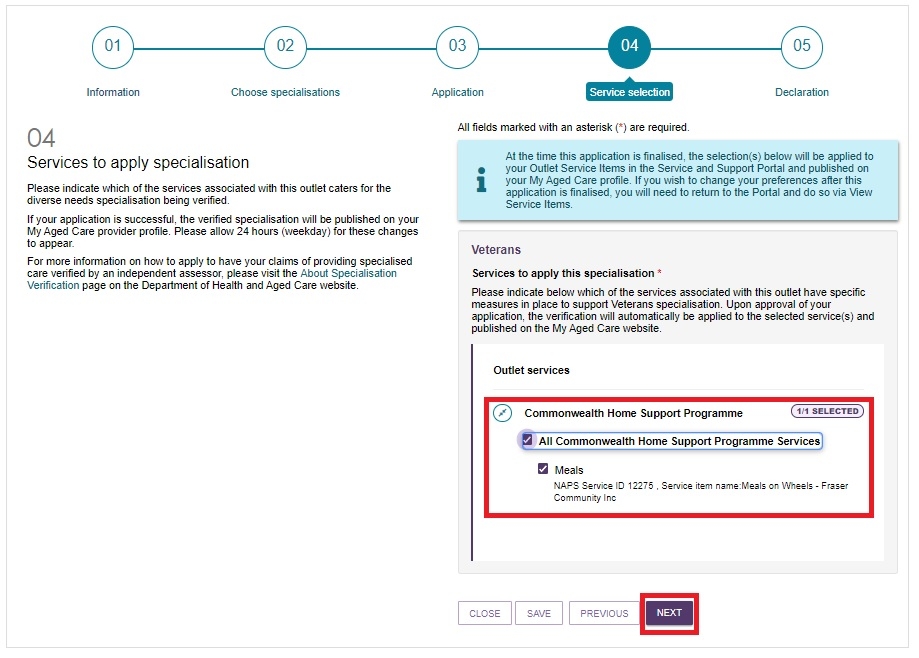 01
02
03
04
05
Information
Choose specialisations
Application
Service selection
Declaration
04
Services to apply specialisation
Please indicate which of the services associated with this outlet caters for the
diverse needs specialisation being verified.
If your application is successful, the verified specialisation will be published on your
My Aged Care provider profile. Please allow 24 hours (weekday) for these changes
to appear.
For more information on how to apply to have your claims of providing specialised
care verified by an independent assessor, please visit the About Specialisation
Verification page on the Department of Health and Aged Care website.
All fields marked with an asterisk (*) are required.
At the time this application is finalised, the selection(s) below will be applied to
your Outlet Service Items in the Service and Support Portal and published on
your My Aged Care profile. If you wish to change your preferences after this
application is finalised, you will need to return to the Portal and do so via View
Service Items.
Veterans
Services to apply this specialisation *
Please indicate below which of the services associated with this outlet have specific
measures in place to support Veterans specialisation. Upon approval of your
application, the verification will automatically be applied to the selected service(s) and
published on the My Aged Care website.
Outlet services
Commonwealth Home Support Programme
1/1 SELECTED
All Commonwealth Home Support Programme Services
Meals
NAPS Service ID 12275 , Service item name:Meals on Wheels - Fraser
Community Inc
CLOSE
SAVE
PREVIOUS
NEXT